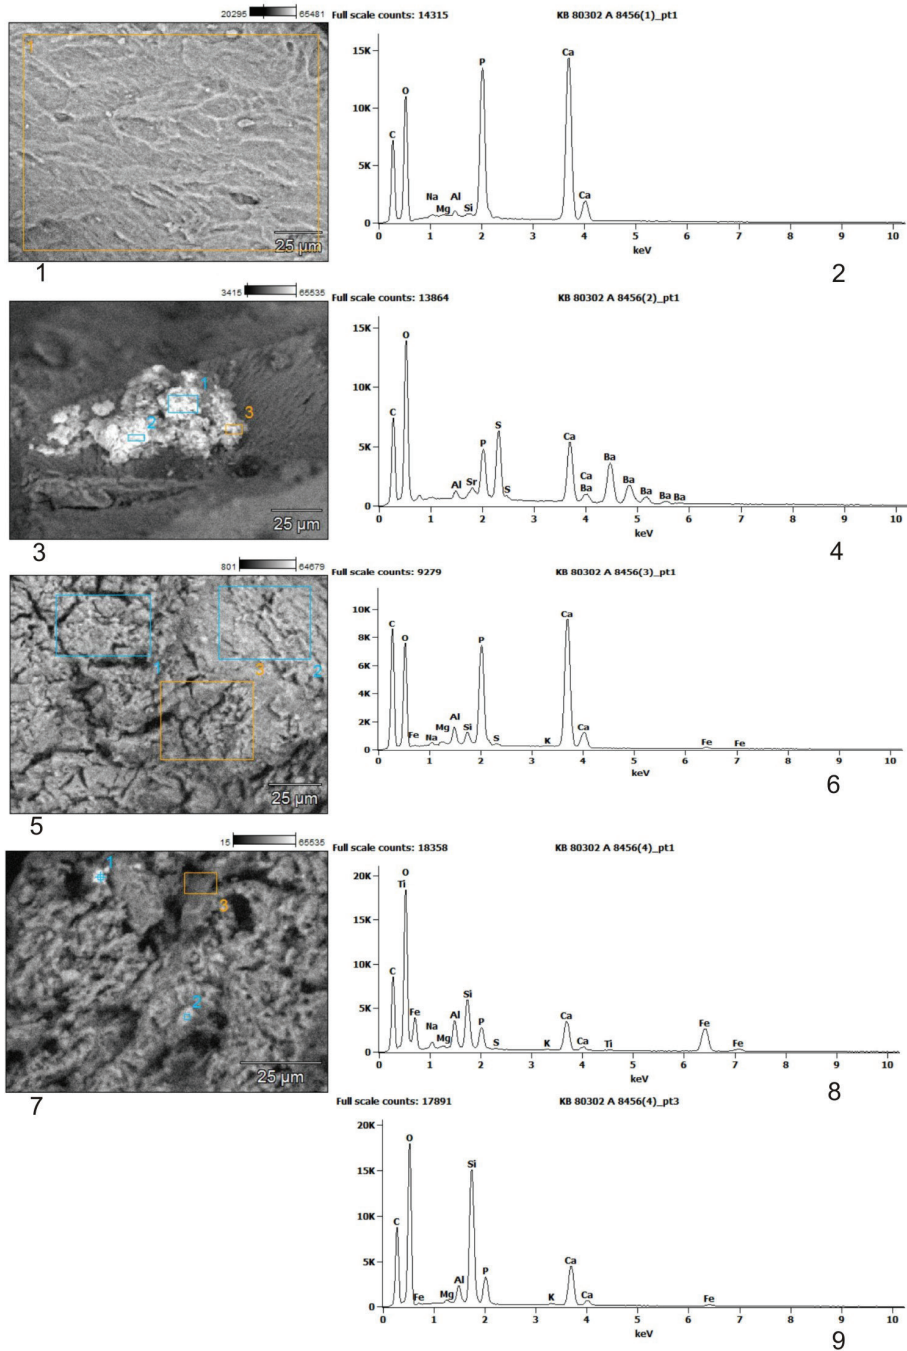 20295 65481
Full scale counts: 14315 KB 80302 A 8456(1)_pt1
1
25 µm
1
15K
10K
5K
0
C O Na Mg Al Si P Ca Ca
0 1 2 3 4 5 6 7 8 9 10
keV
2
3415 65535
Full scale counts: 13864 KB 80302 A 8456(2)_pt1
1
2
3
25 µm
3
15K
10K
5K
0
C O Al Sr P S S Ca Ca Ba Ba Ba Ba Ba Ba
0 1 2 3 4 5 6 7 8 9 10
keV
4
801 64679
Full scale counts: 9279 KB 80302 A 8456(3)_pt1
1
2
3
25 µm
5
8K
6K
4K
2K
0
C O Fe Na Mg Al Si P S K Ca Ca Fe Fe
0 1 2 3 4 5 6 7 8 9 10
keV
6
15 65535
Full scale counts: 18358 KB 80302 A 8456(4)_pt1
1
3
2
25 µm
7
20K
15K
10K
5K
0
C Ti O Fe Na Mg Al Si P S K Ca Ca Ti Fe Fe
0 1 2 3 4 5 6 7 8 9 10
keV
8
Full scale counts: 17891 KB 80302 A 8456(4)_pt3
20K
15K
10K
5K
0
C O Fe Mg Al Si P K Ca Ca Fe
0 1 2 3 4 5 6 7 8 9 10
keV
9